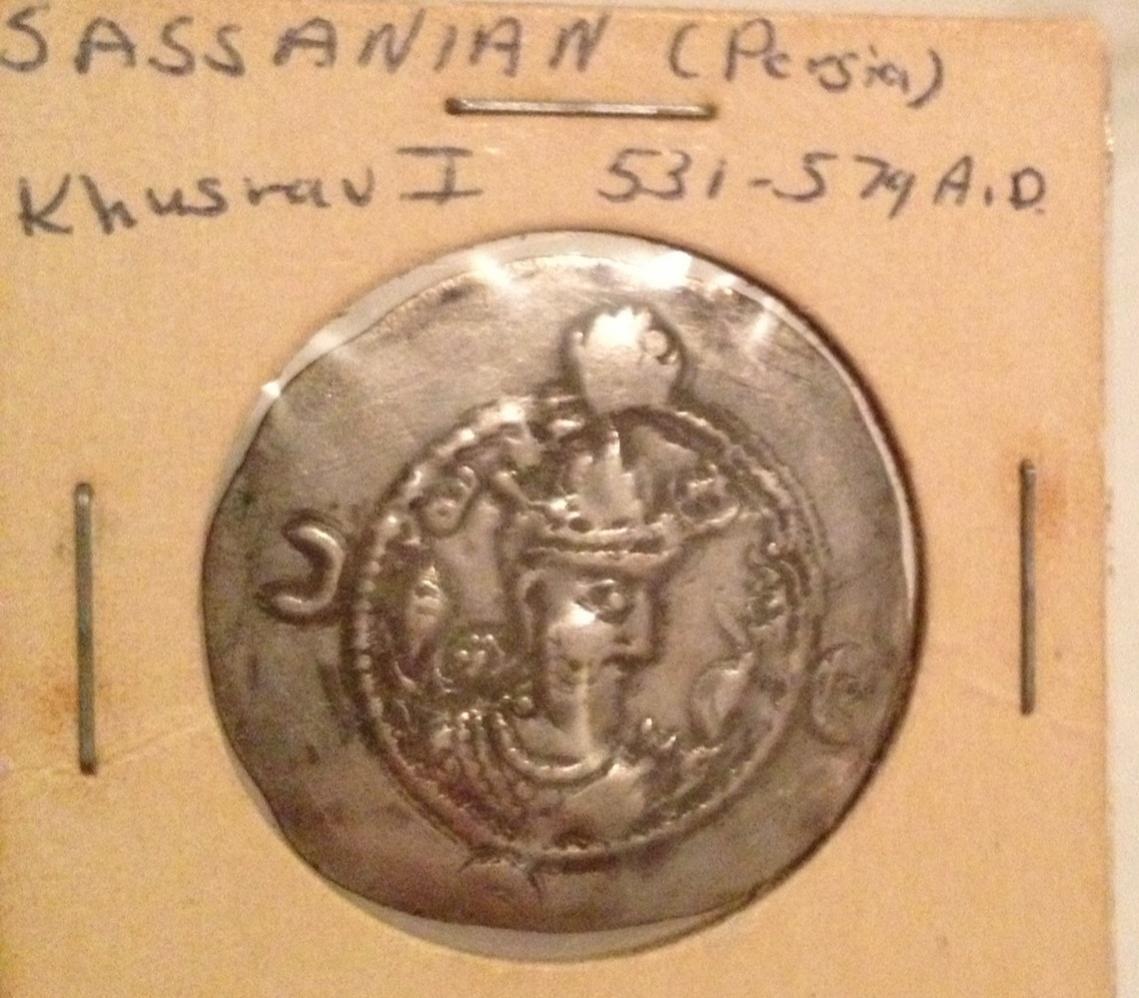 SASSANIAN (Persia)
Khusrav I 531-579 A.D.